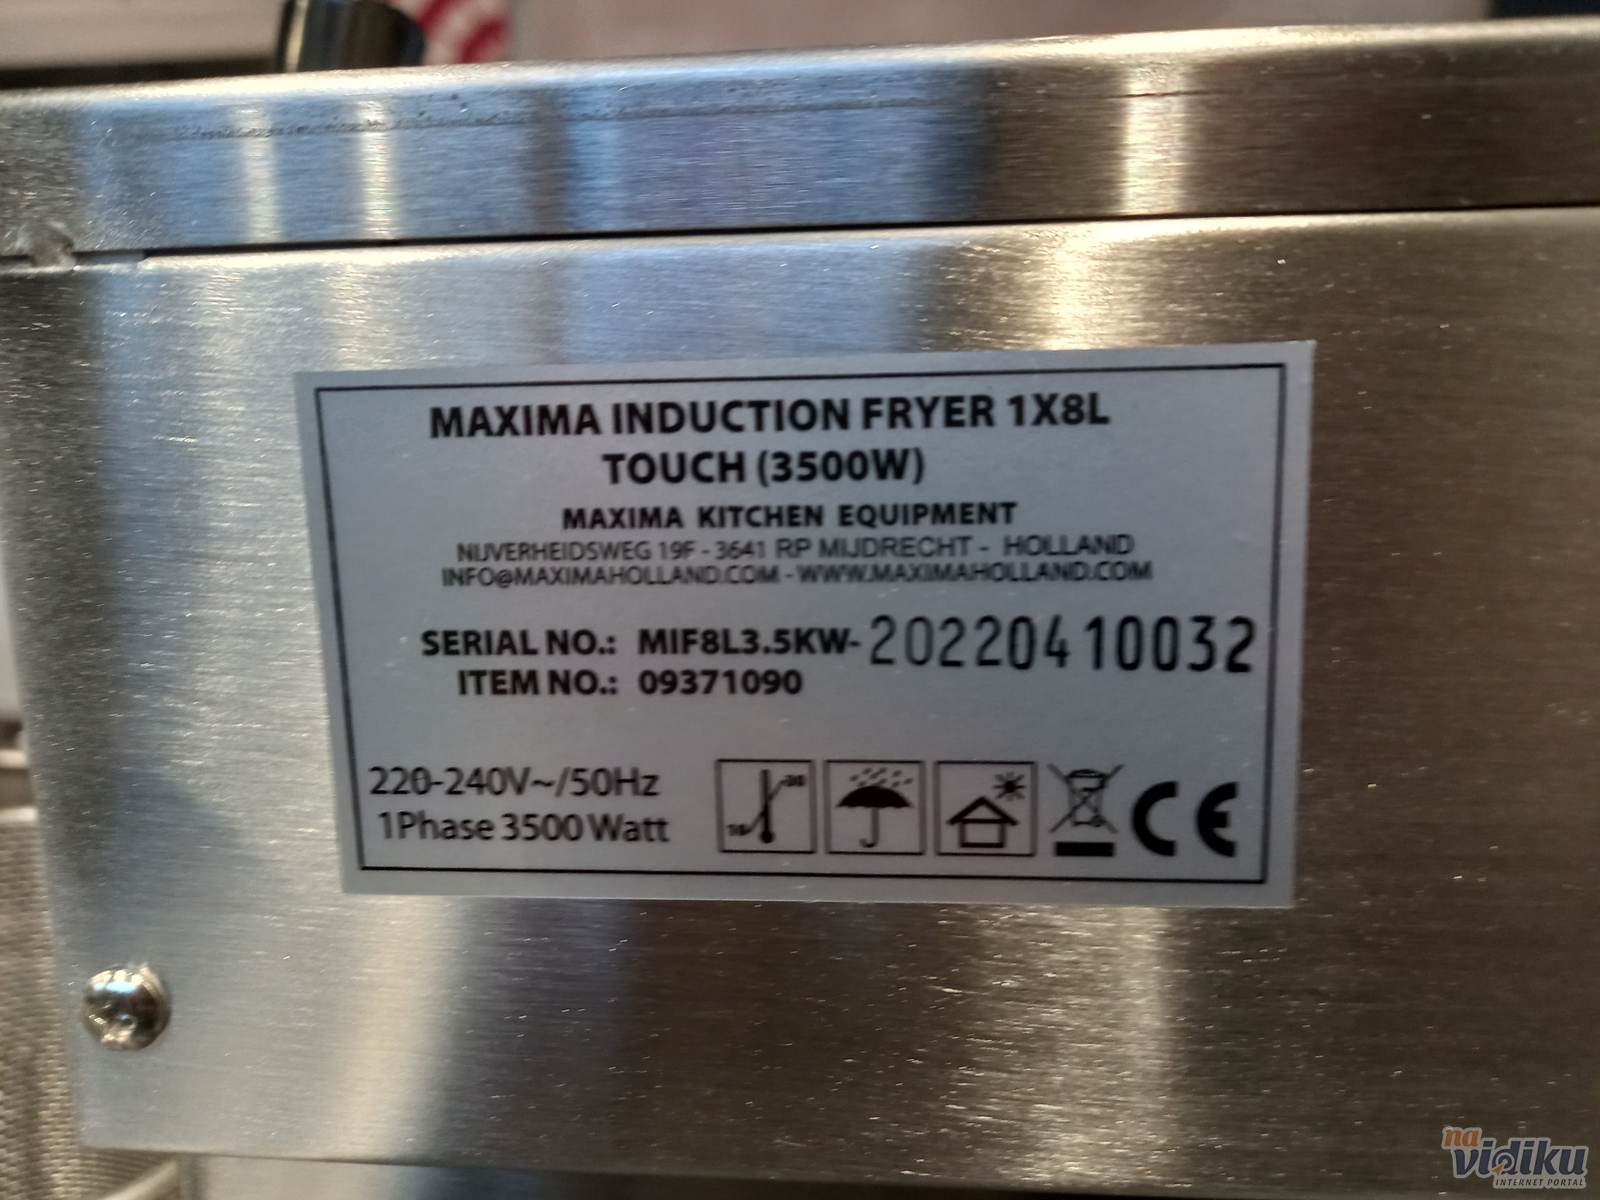 MAXIMA INDUCTION FRYER 1X8L
TOUCH (3500W)
MAXIMA KITCHEN EQUIPMENT
NIJVERHEIDSWEG 19F - 3641 RP MIJDRECHT - HOLLAND
INFO@MAXIMAHOLLAND.COM - WWW.MAXIMAHOLLAND.COM
SERIAL NO.: MIF8L3.5KW-20220410032
ITEM NO.: 09371090
220-240V~/50Hz
1Phase 3500 Watt
CE
na
vidiku
INTERNET PORTAL